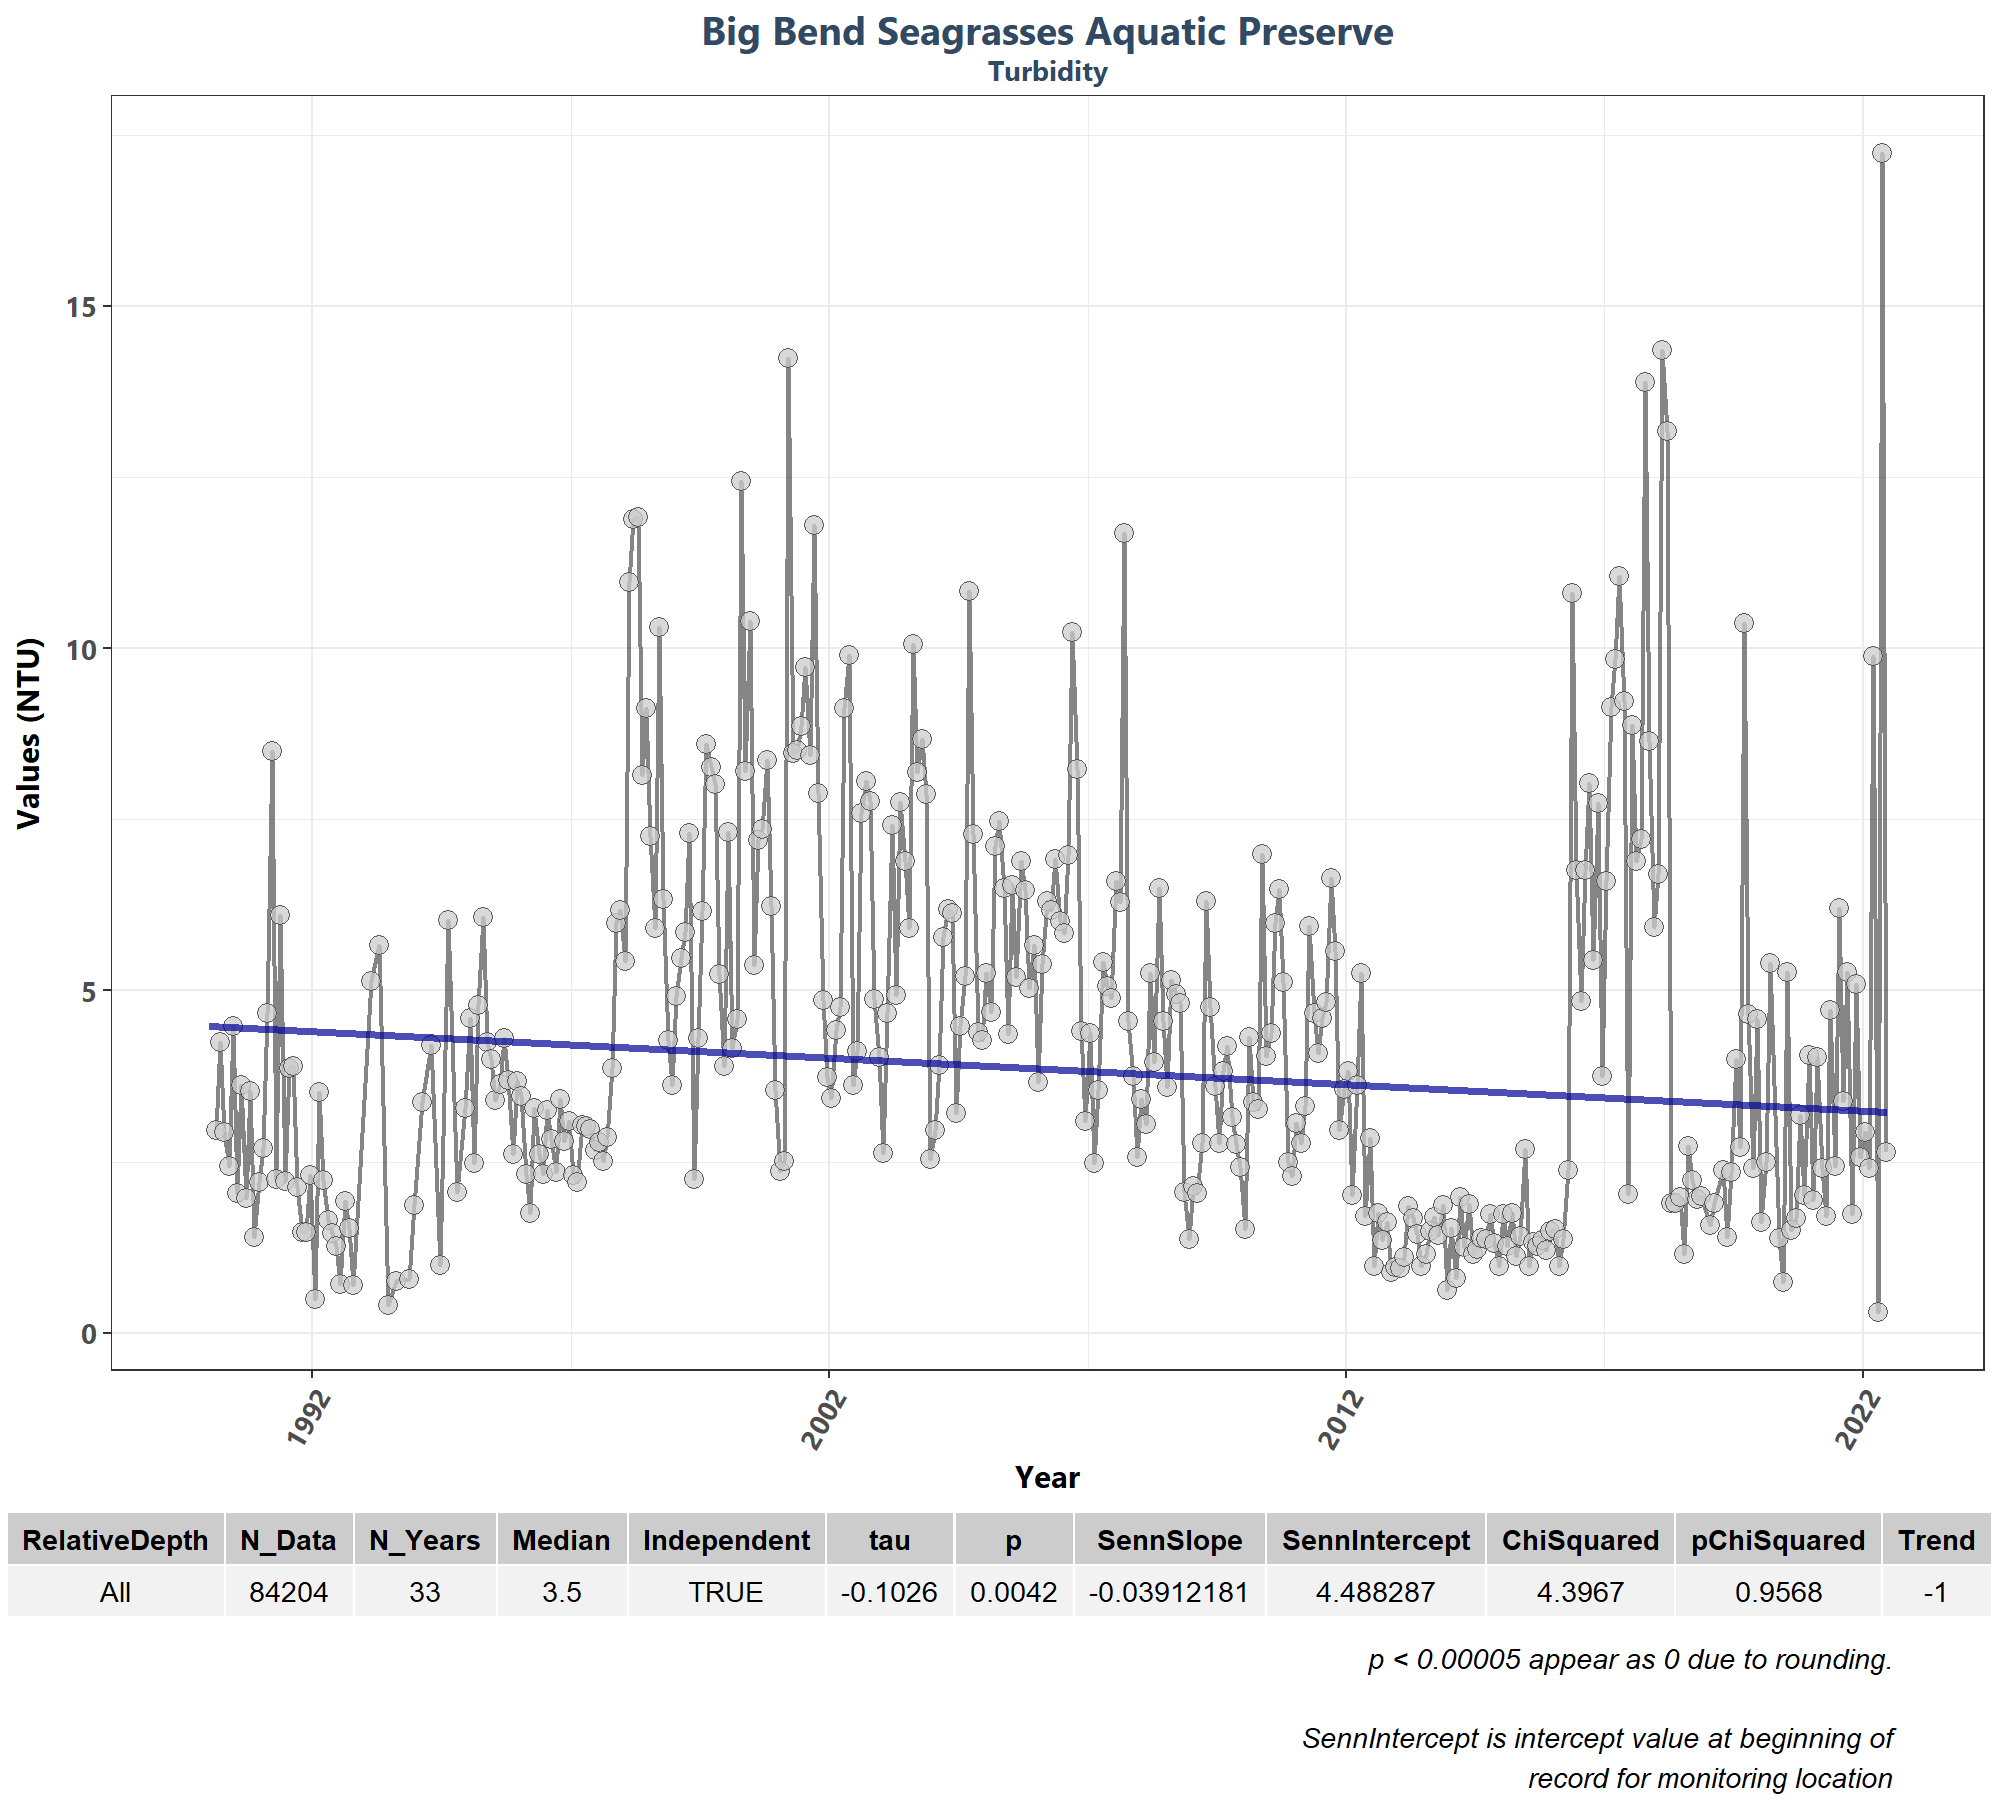 Big Bend Seagrasses Aquatic Preserve
Turbidity
Values (NTU)
15
10
5
0
1992 2002 2012 2022
Year
RelativeDepth N_Data N_Years Median Independent tau p SennSlope SennIntercept ChiSquared pChiSquared Trend
All 84204 33 3.5 TRUE -0.1026 0.0042 -0.03912181 4.488287 4.3967 0.9568 -1
p < 0.00005 appear as 0 due to rounding.
SennIntercept is intercept value at beginning of
record for monitoring location